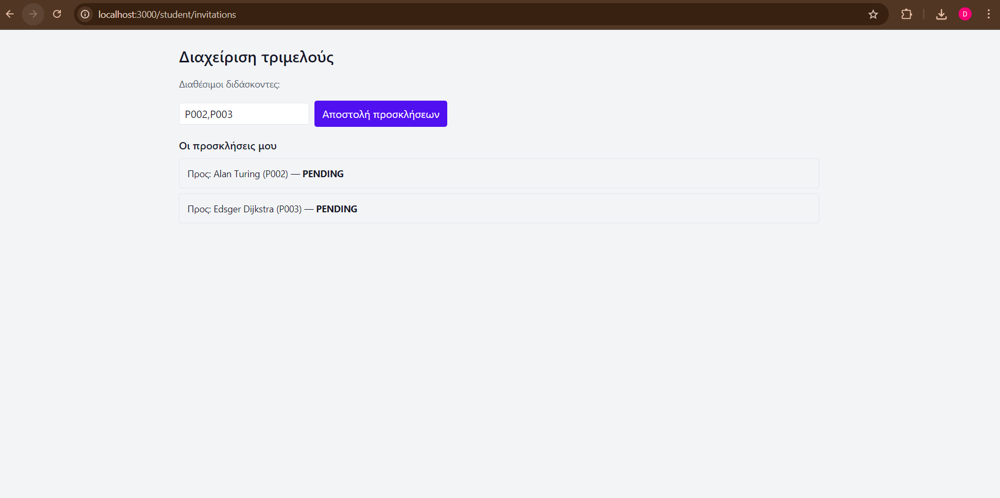 localhost:3000/student/invitations
D
Διαχείριση τριμελούς
Διαθέσιμοι διδάσκοντες:
P002,P003
Αποστολή προσκλήσεων
Οι προσκλήσεις μου
Προς: Alan Turing (P002) — PENDING
Προς: Edsger Dijkstra (P003) — PENDING